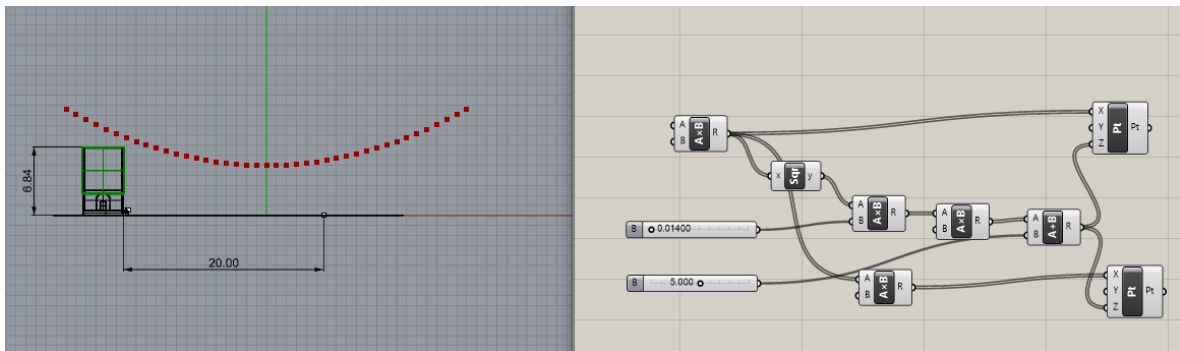 6.84
20.00
A
B
A×B
R
x
Sqr
y
A
B
A×B
R
A
B
A×B
R
A
B
A+B
R
B 0.01400
B 5.000
A
B
A×B
R
X
Y
Z
Pt
Pt
X
Y
Z
Pt
Pt